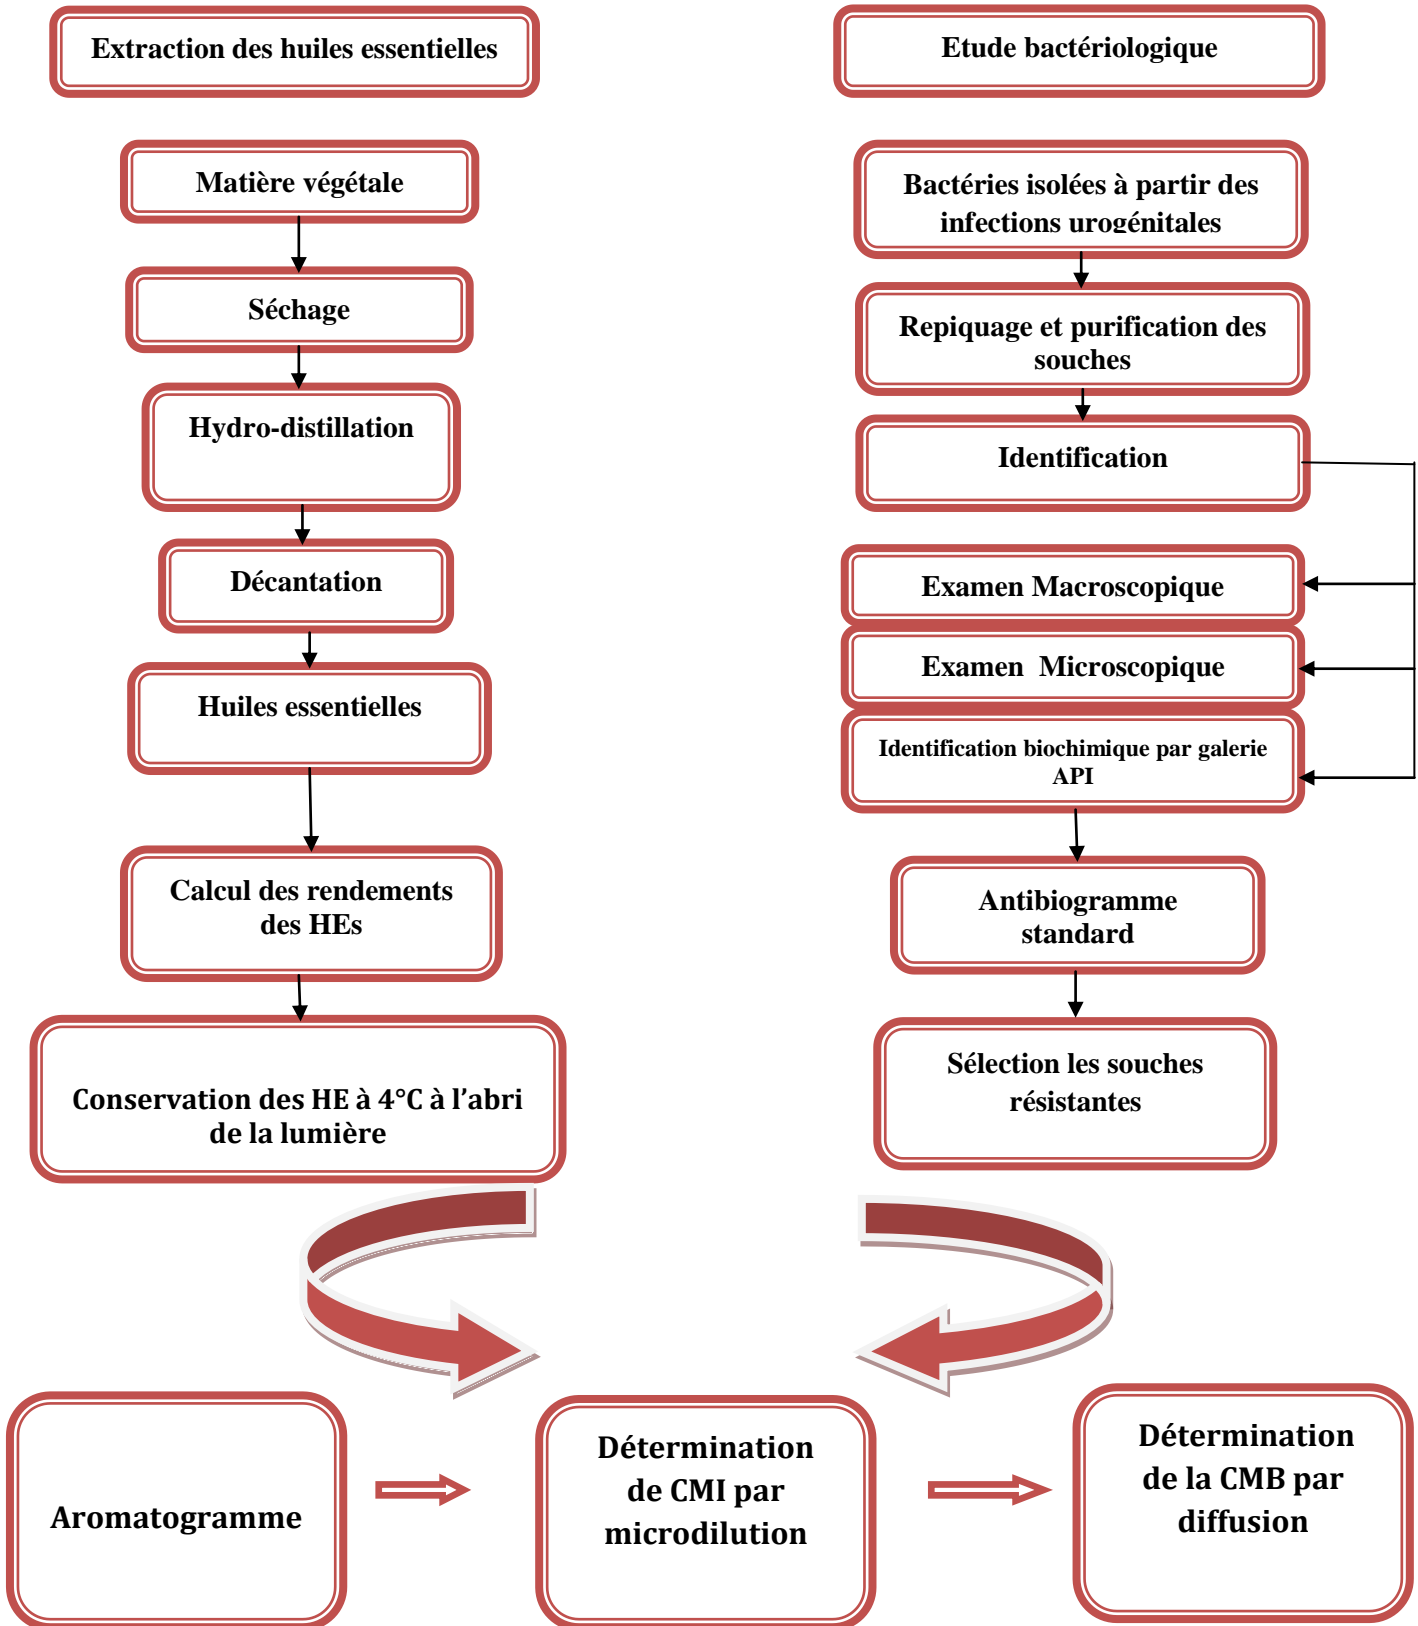 Extraction des huiles essentielles
Matière végétale
Séchage
Hydro-distillation
Décantation
Huiles essentielles
Calcul des rendements
des HEs
Conservation des HE à 4°C à l’abri
de la lumière
Etude bactériologique
Bactéries isolées à partir des
infections urogénitales
Repiquage et purification des
souches
Identification
Examen Macroscopique
Examen Microscopique
Identification biochimique par galerie
API
Antibiogramme
standard
Sélection les souches
résistantes
Aromatogramme
Détermination
de CMI par
microdilution
Détermination
de la CMB par
diffusion